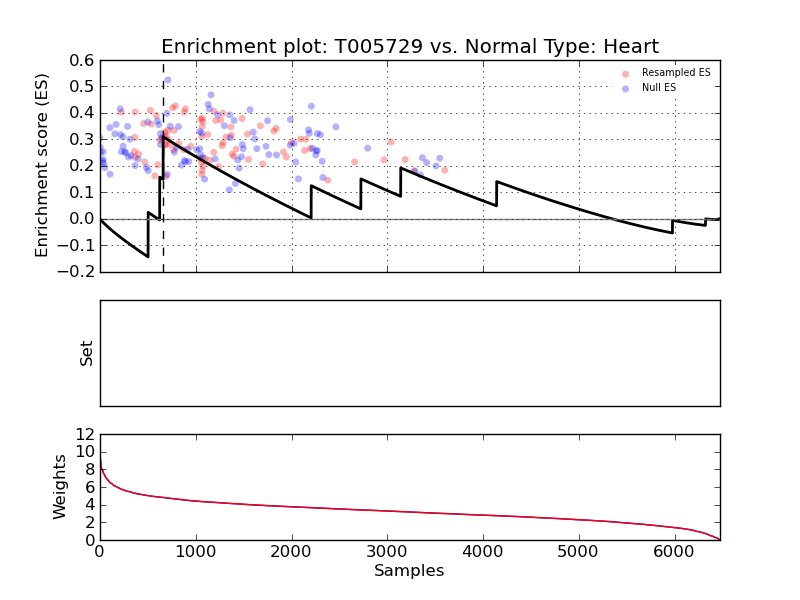 Enrichment plot: T005729 vs. Normal Type: Heart
Enrichment score (ES)
0.6
0.5
0.4
0.3
0.2
0.1
0.0
−0.1
−0.2
Resampled ES
Null ES
Set
Weights
12
10
8
6
4
2
0
0 1000 2000 3000 4000 5000 6000
Samples